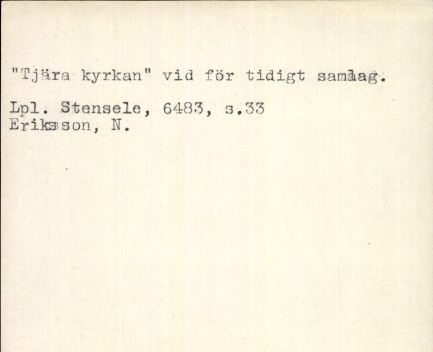 "Tjära kyrkan" vid för tidigt samlag.
Lpl. Stensele, 6483, s.33
Eriksson, N.